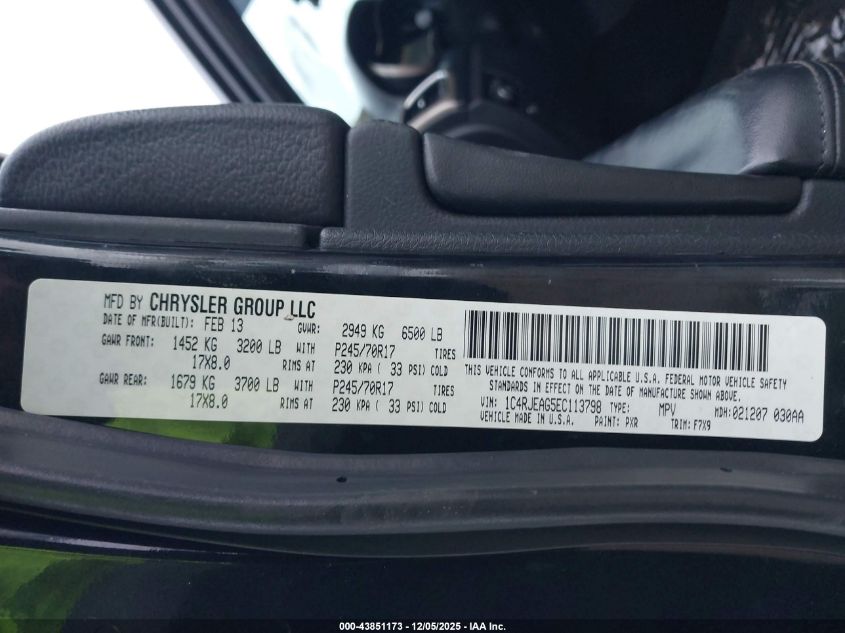 MFD BY CHRYSLER GROUP LLC
DATE OF MFR(BUILT): FEB 13 GVWR: 2949 KG 6500 LB
GAWR FRONT: 1452 KG 3200 LB WITH P245/70R17 TIRES
17X8.0 RIMS AT 230 KPA ( 33 PSI) COLD
GAWR REAR: 1679 KG 3700 LB WITH P245/70R17 TIRES
17X8.0 RIMS AT 230 KPA ( 33 PSI) COLD
THIS VEHICLE CONFORMS TO ALL APPLICABLE U.S.A. FEDERAL MOTOR VEHICLE SAFETY
STANDARDS IN EFFECT ON THE DATE OF MANUFACTURE SHOWN ABOVE.
VIN: 1C4RJEAG5EC113798 TYPE: MPV MDH:021207 030AA
VEHICLE MADE IN U.S.A. PAINT: PXR TRIM: F7X9
000-43851173 - 12/05/2025 - IAA Inc.